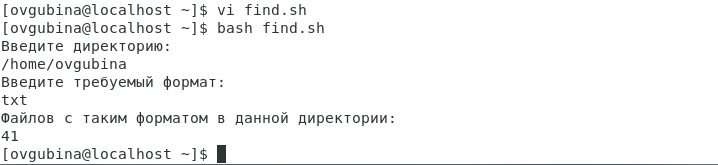 [ovgubina@localhost ~]$ vi find.sh
[ovgubina@localhost ~]$ bash find.sh
Введите директорию:
/home/ovgubina
Введите требуемый формат:
txt
Файлов с таким форматом в данной директории:
41
[ovgubina@localhost ~]$